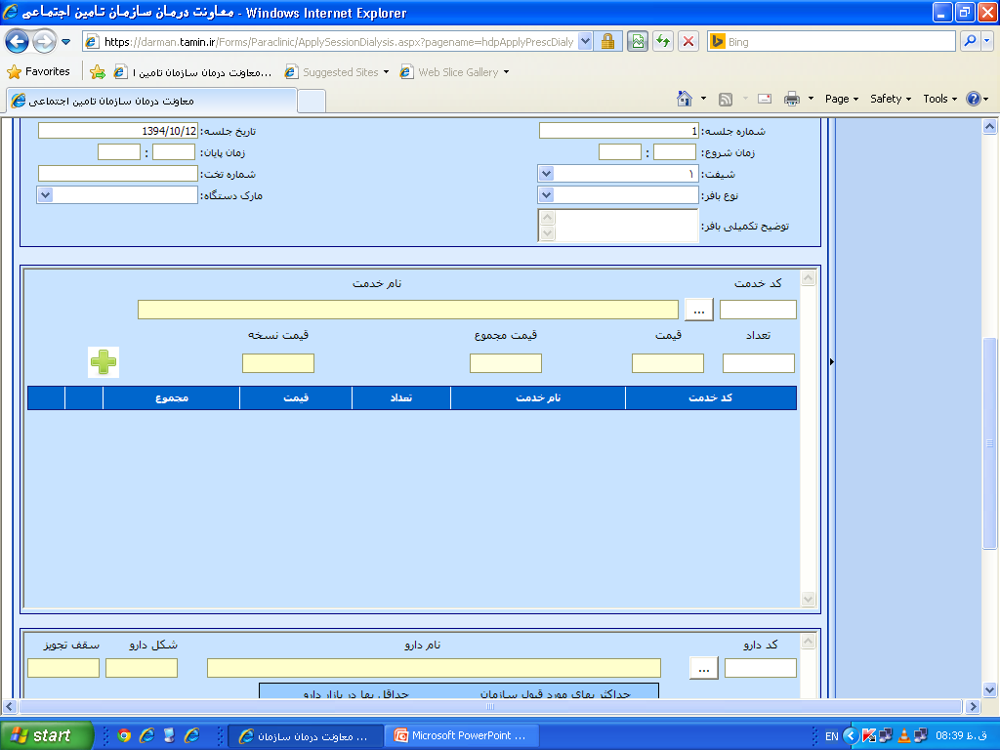 معاونت درمان سازمان تامین اجتماعی - Windows Internet Explorer
https://darman.tamin.ir/Forms/Paraclinic/ApplySessionDialysis.aspx?pagename=hdpApplyPrescDialy
Bing
Favorites
معاونت درمان سازمان تامین ا...
Suggested Sites
Web Slice Gallery
معاونت درمان سازمان تامین اجتماعی
Page Safety Tools
شماره جلسه: 1
تاریخ جلسه: 1394/10/12
زمان شروع: :
زمان پایان: :
شیفت: ۱
شماره تخت:
نوع بافر:
مارک دستگاه:
توضیح تکمیلی بافر:
کد خدمت
نام خدمت
...
تعداد
قیمت
قیمت مجموع
قیمت نسخه
کد خدمت نام خدمت تعداد قیمت مجموع
کد دارو
نام دارو
شکل دارو
سقف تجویز
...
حداکثر بهای مورد قبول سازمان
حداقل بها در بازار دارو
start
معاونت درمان سازمان ...
Microsoft PowerPoint ...
EN
08:39 ق.ظ